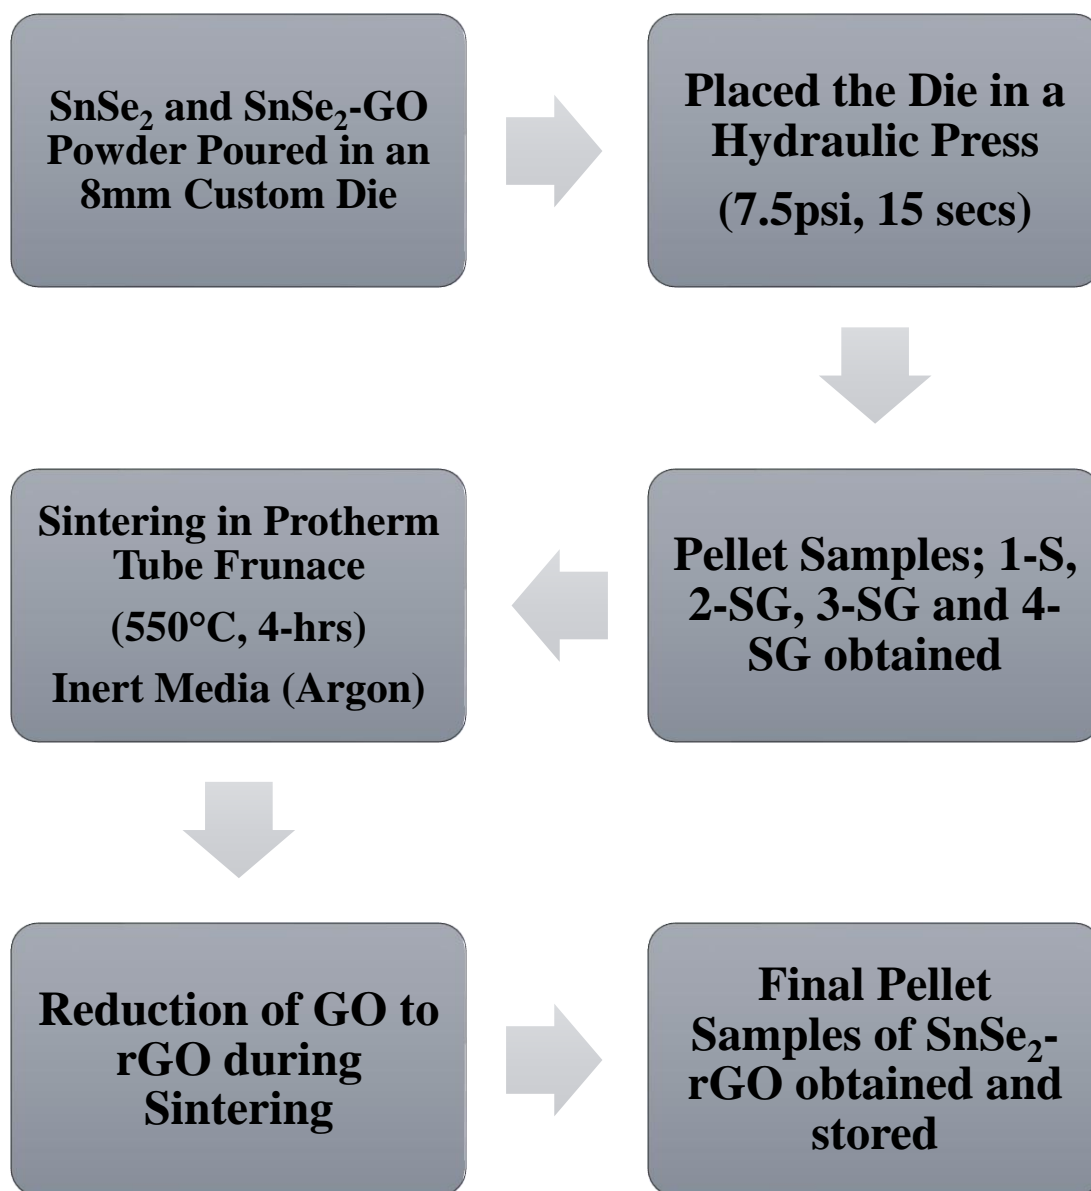 SnSe₂ and SnSe₂-GO
Powder Poured in an
8mm Custom Die
Placed the Die in a
Hydraulic Press
(7.5psi, 15 secs)
Pellet Samples; 1-S,
2-SG, 3-SG and 4-
SG obtained
Sintering in Protherm
Tube Frunace
(550°C, 4-hrs)
Inert Media (Argon)
Reduction of GO to
rGO during
Sintering
Final Pellet
Samples of SnSe₂-
rGO obtained and
stored